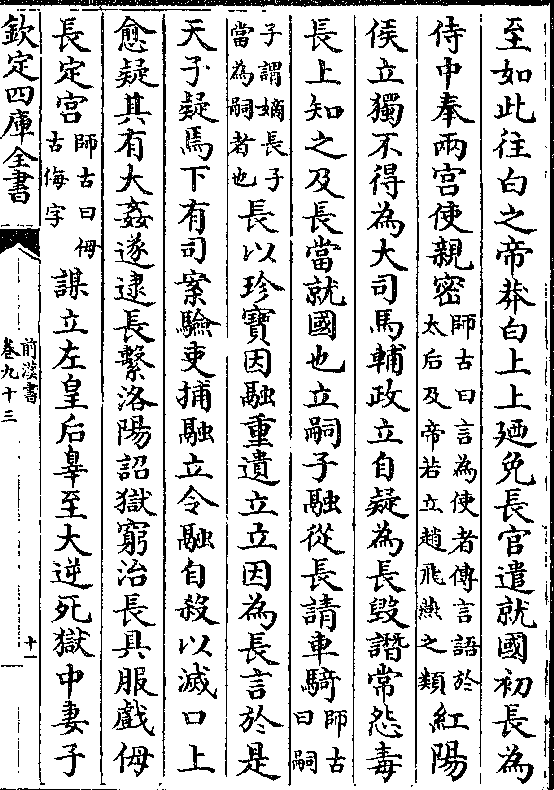 至如此往白之帝莽白上上廼免長官遣就國初長為
侍中奉兩宮使親密師古曰言為使者傳言語於太后及帝若立趙飛燕之類紅陽
侯立獨不得為大司馬輔政立自疑為長毀譖常怨毒
長上知之及長當就國也立嗣子融從長請車騎師古曰嗣
子謂嫡長子當為嗣者也長以珍寶因融重遺立立因為長言於是
天子疑焉下有司案驗吏捕融立令融自殺以滅口上
愈疑其有大姦遂逮長繫洛陽詔獄窮治長具服戲侮
長定宮師古曰侮古侮字謀立左皇后辠至大逆死獄中妻子
欽定四庫全書
前漢書
卷九十三
十一